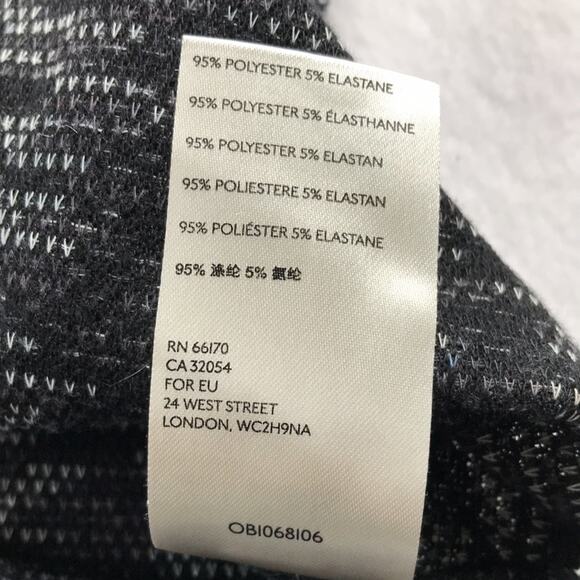 95% POLYESTER 5% ELASTANE
95% POLYESTER 5% ÉLASTHANNE
95% POLYESTER 5% ELASTAN
95% POLIESTERE 5% ELASTAN
95% POLIÉSTER 5% ELASTANE
95% 涤纶 5% 氨纶
RN 66170
CA 32054
FOR EU
24 WEST STREET
LONDON, WC2H9NA
OB1068106